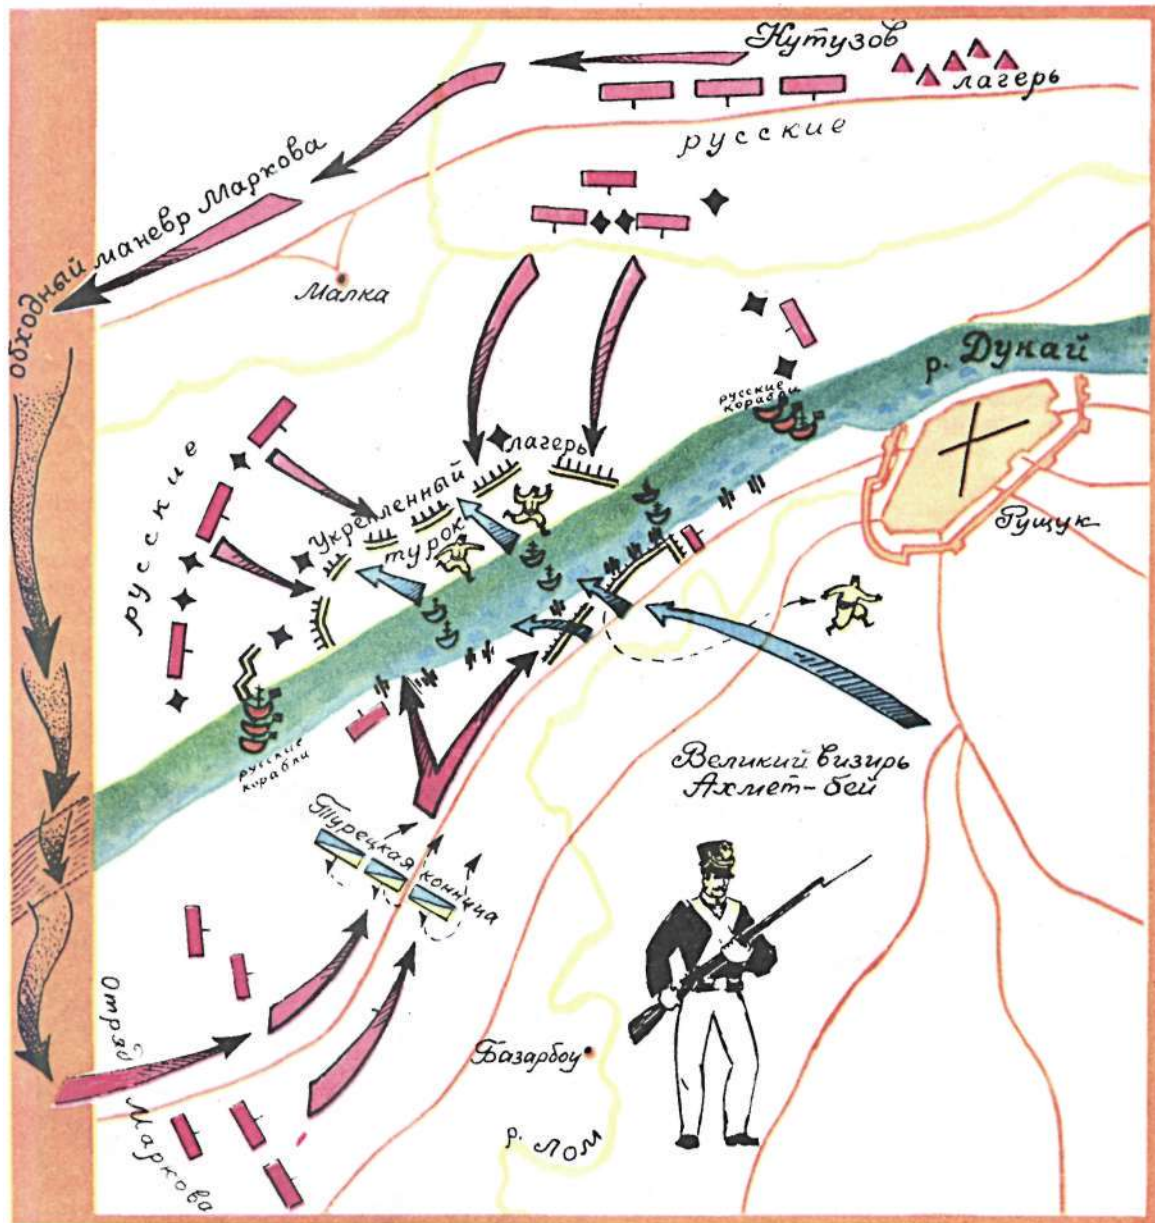 Кутузов
лагерь
русские
обходный маневр Маркова
Малка
р. Дунай
русские
корабли
лагерь
Укрепленный
турок
русские
Рущук
русские
корабли
Великий визирь
Ахмет-бей
Турецкая конница
Отряд
Маркова
Базарбоу
р. Лом